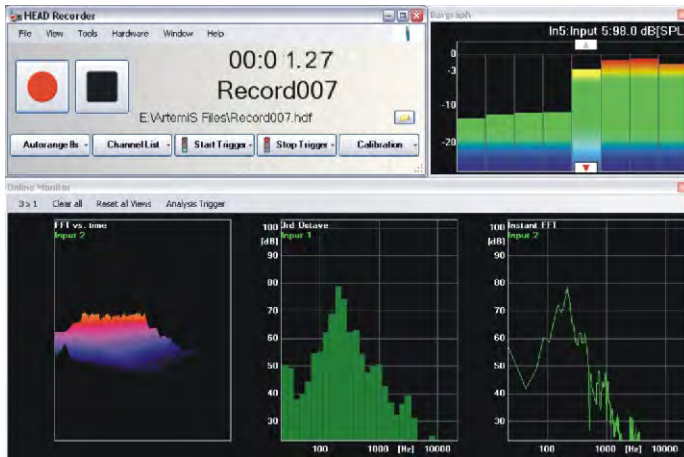 HEAD Recorder
File View Tools Hardware Window Help
00:0 1.27
Record007
E:\ArtemiS Files\Record007.hdf
Autorange 8s Channel List Start Trigger Stop Trigger Calibration
Bargraph
In5:Input 5:98.0 dB[SPL
0
-3
-10
-20
Online Monitor
3 x 1 Clear all Reset all Views Analysis Trigger
FFT vs. time
Input 2
3rd Octave
Input 1
100
[dB]
90
80
70
60
50
40
30
100 1000 [Hz] 10000
Instant FFT
Input 2
100
[dB]
90
80
70
60
50
40
30
100 1000 [Hz] 10000